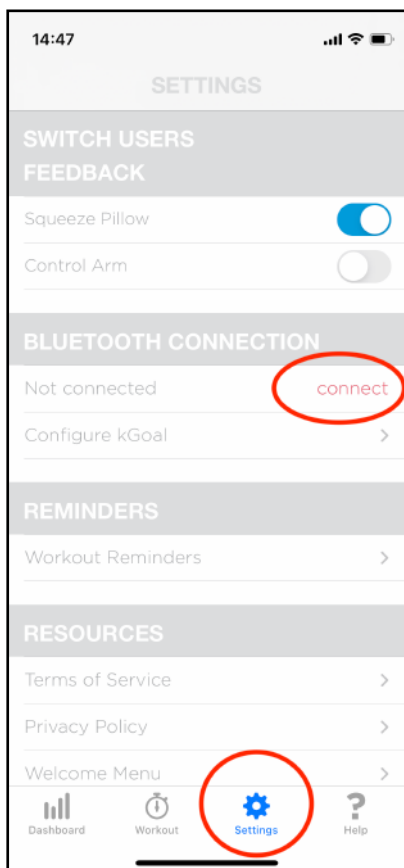 14:47
SETTINGS
SWITCH USERS
FEEDBACK
Squeeze Pillow
Control Arm
BLUETOOTH CONNECTION
Not connected connect
Configure kGoal
REMINDERS
Workout Reminders
RESOURCES
Terms of Service
Privacy Policy
Welcome Menu
Dashboard Workout Settings Help